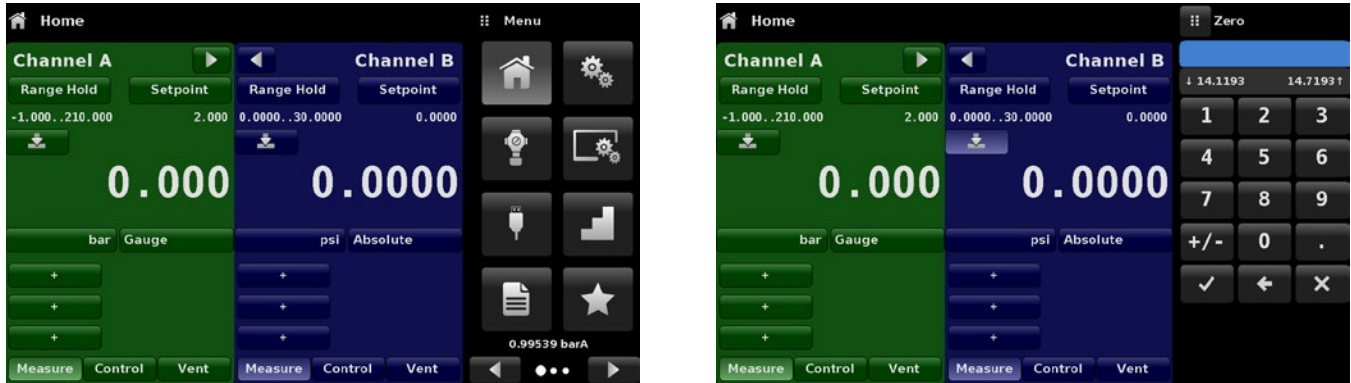 Home
Menu
Channel A
Channel B
Range Hold Setpoint
Range Hold Setpoint
-1.000..210.000 2.000
0.0000..30.0000 0.0000
0.000
0.0000
bar Gauge
psi Absolute
+
+
+
+
+
+
0.99539 barA
Measure Control Vent
Measure Control Vent
Home
Zero
Channel A
Channel B
Range Hold Setpoint
Range Hold Setpoint
↓ 14.1193 14.7193↑
-1.000..210.000 2.000
0.0000..30.0000 0.0000
0.000
0.0000
bar Gauge
psi Absolute
+
+
+
+
+
+
1 2 3
4 5 6
7 8 9
+/- 0 .
Measure Control Vent
Measure Control Vent